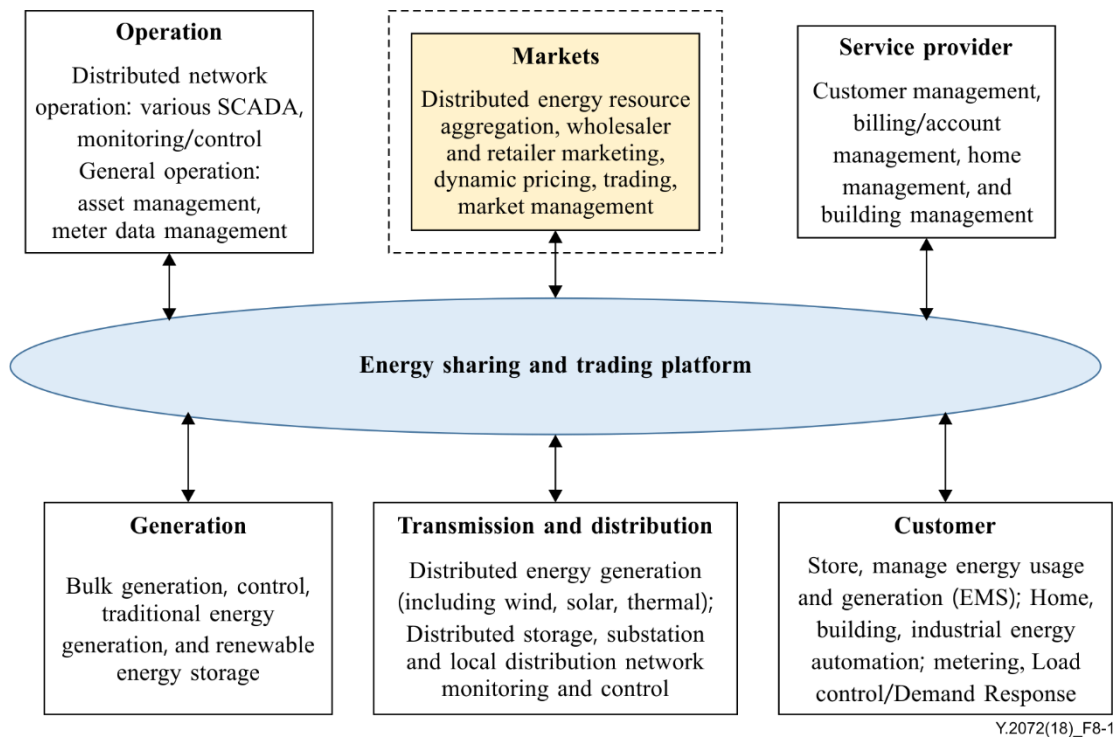 Operation
Distributed network
operation: various SCADA,
monitoring/control
General operation:
asset management,
meter data management
Markets
Distributed energy resource
aggregation, wholesaler
and retailer marketing,
dynamic pricing, trading,
market management
Service provider
Customer management,
billing/account
management, home
management, and
building management
Energy sharing and trading platform
Generation
Bulk generation, control,
traditional energy
generation, and renewable
energy storage
Transmission and distribution
Distributed energy generation
(including wind, solar, thermal);
Distributed storage, substation
and local distribution network
monitoring and control
Customer
Store, manage energy usage
and generation (EMS); Home,
building, industrial energy
automation; metering, Load
control/Demand Response
Y.2072(18)_F8-1